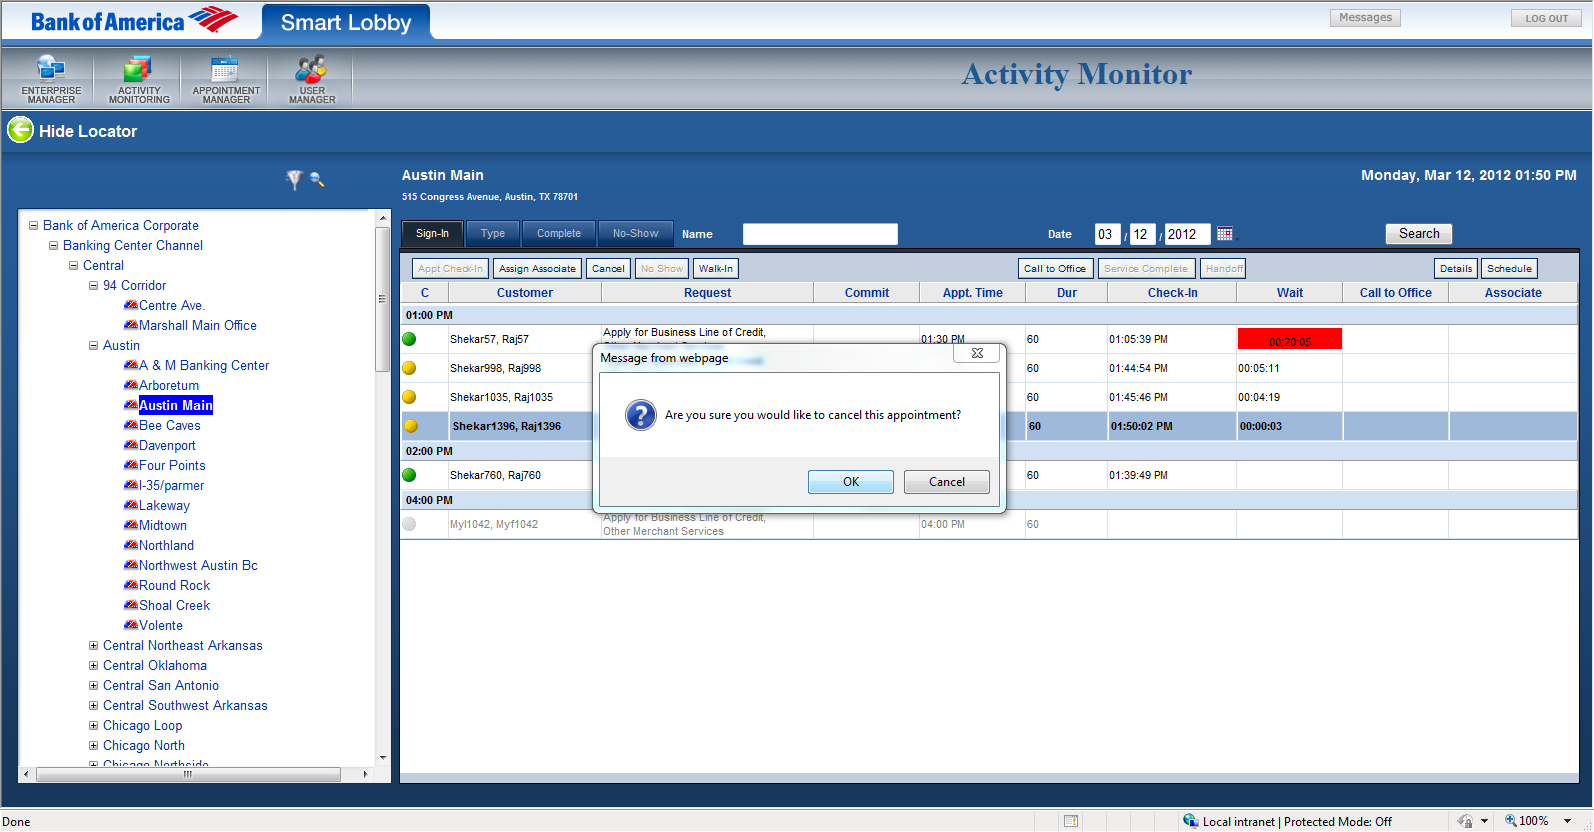 Bank of America
Smart Lobby
Messages
LOG OUT
ENTERPRISE
MANAGER
ACTIVITY
MONITORING
APPOINTMENT
MANAGER
USER
MANAGER
Activity Monitor
Hide Locator
Bank of America Corporate
Banking Center Channel
Central
94 Corridor
Centre Ave.
Marshall Main Office
Austin
A & M Banking Center
Arboretum
Austin Main
Bee Caves
Davenport
Four Points
I-35/parmer
Lakeway
Midtown
Northland
Northwest Austin Bc
Round Rock
Shoal Creek
Volente
Central Northeast Arkansas
Central Oklahoma
Central San Antonio
Central Southwest Arkansas
Chicago Loop
Chicago North
Chicago Northside
Austin Main
Monday, Mar 12, 2012 01:50 PM
515 Congress Avenue, Austin, TX 78701
Sign-In Type Complete No-Show Name Date 03 / 12 / 2012 Search
Appt Check-In Assign Associate Cancel No Show Walk-In Call to Office Service Complete Handoff Details Schedule
C Customer Request Commit Appt. Time Dur Check-In Wait Call to Office Associate
01:00 PM
Shekar57, Raj57 Apply for Business Line of Credit, 01:30 PM 60 01:05:39 PM 00:20:05
Shekar998, Raj998 60 01:44:54 PM 00:05:11
Shekar1035, Raj1035 60 01:45:46 PM 00:04:19
Shekar1396, Raj1396 60 01:50:02 PM 00:00:03
02:00 PM
Shekar760, Raj760 60 01:39:49 PM
04:00 PM
Myl1042, Myf1042 Apply for Business Line of Credit, 04:00 PM 60
Other Merchant Services
Message from webpage
Are you sure you would like to cancel this appointment?
OK Cancel
Done
Local intranet | Protected Mode: Off
100%